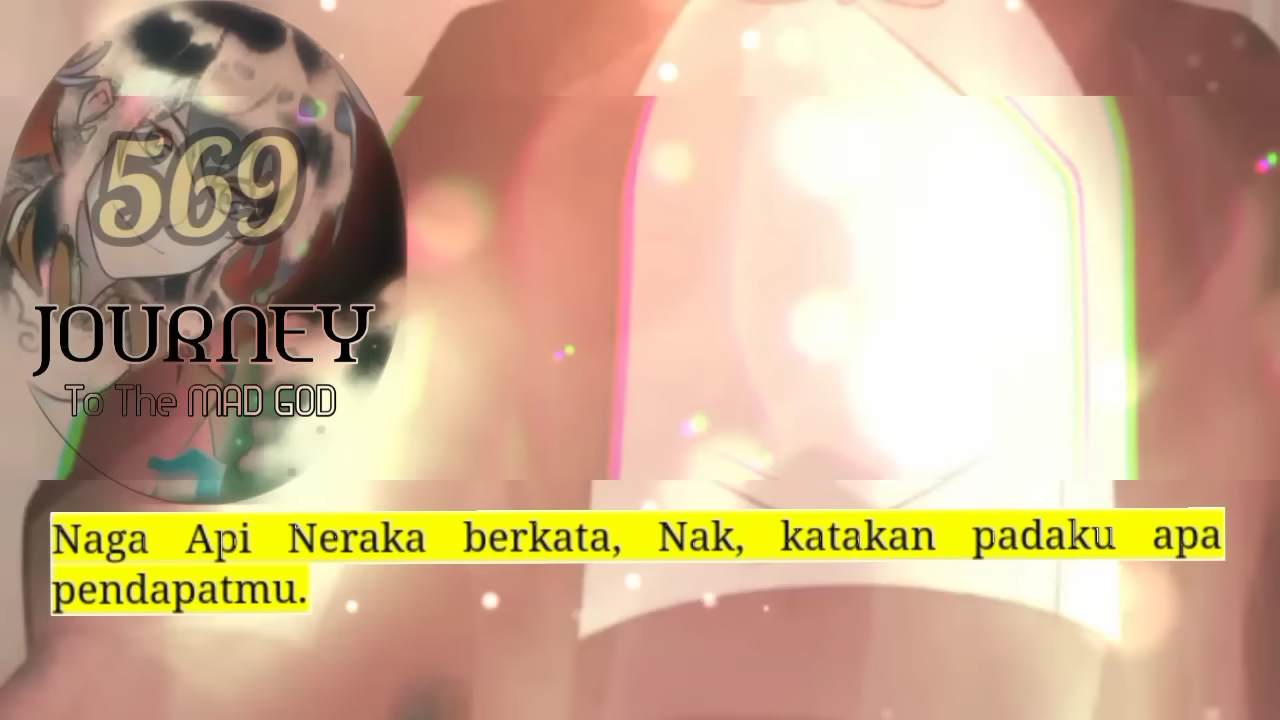 569
JOURNEY
To The MAD GOD
Naga Api Neraka berkata, Nak, katakan padaku apa
pendapatmu.